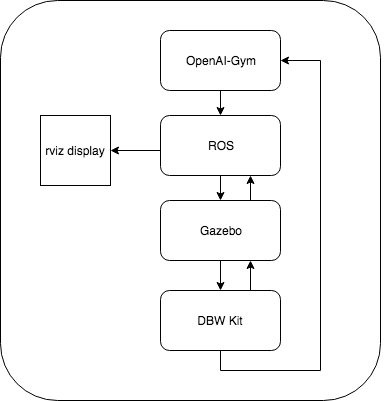 OpenAI-Gym
rviz display
ROS
Gazebo
DBW Kit